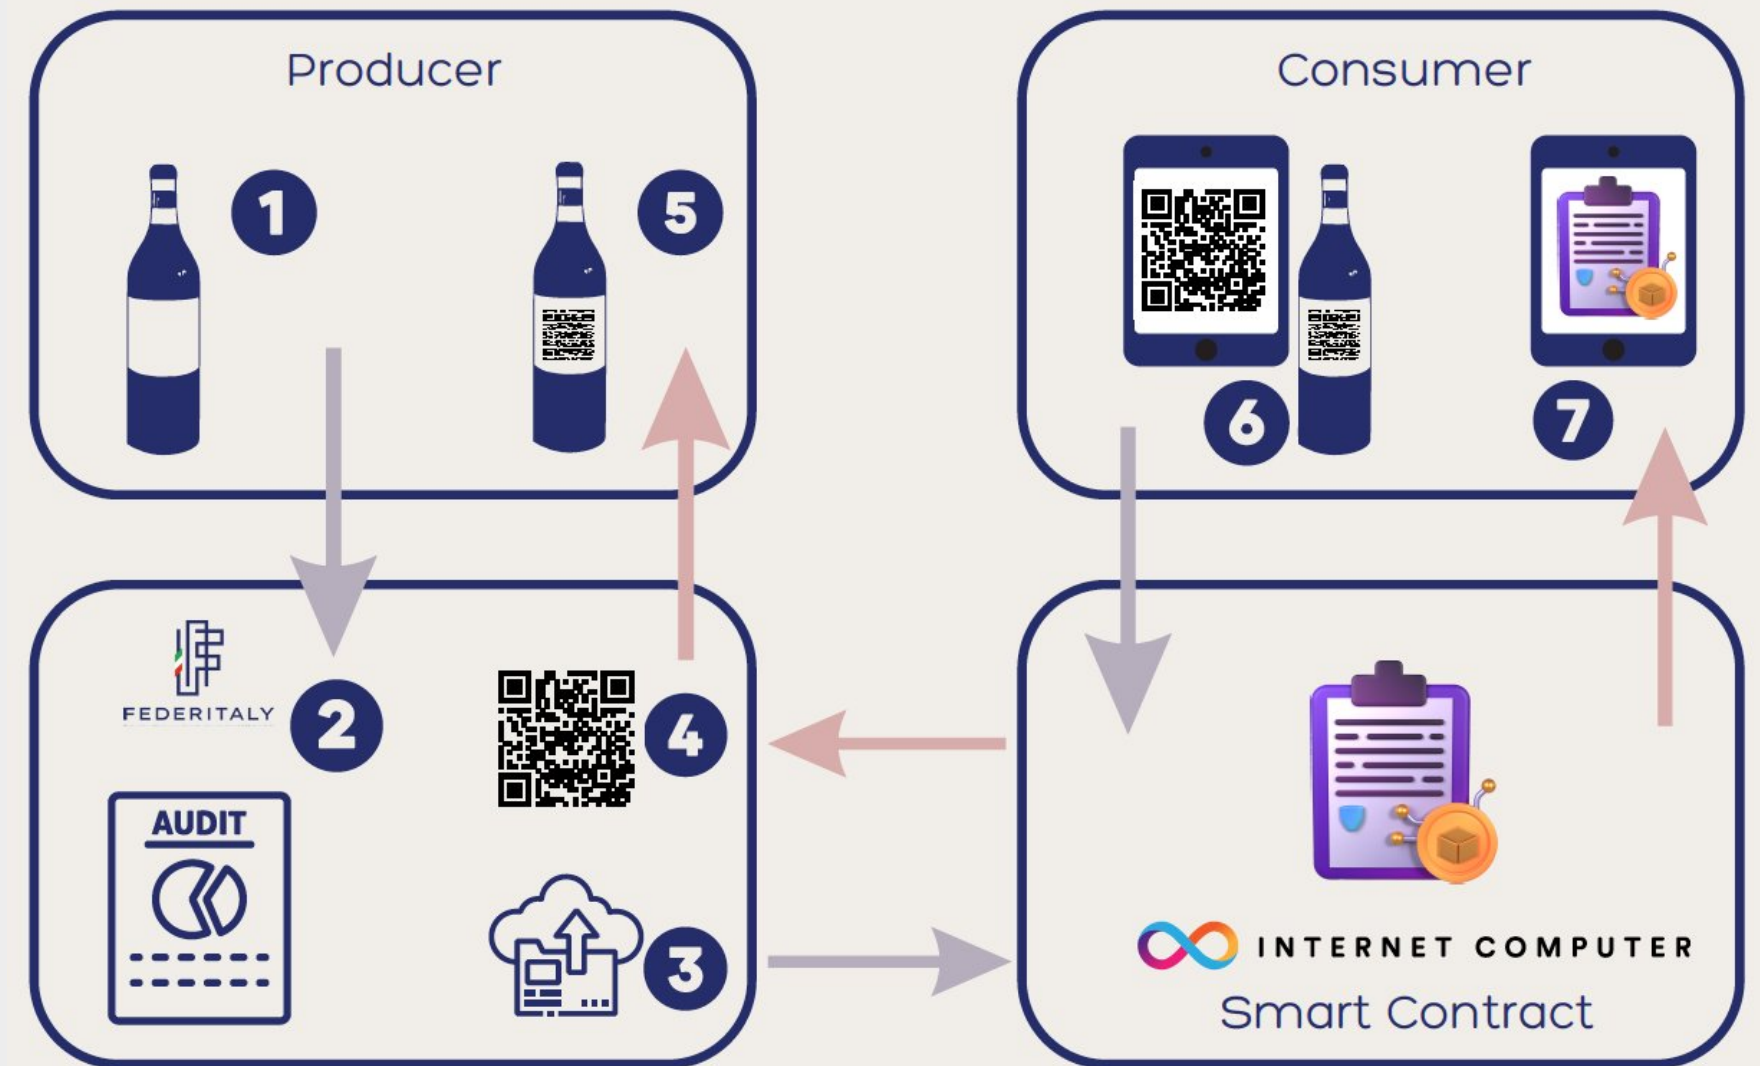 Producer
1
5
Consumer
6
7
FEDERITALY
2
4
AUDIT
3
INTERNET COMPUTER
Smart Contract